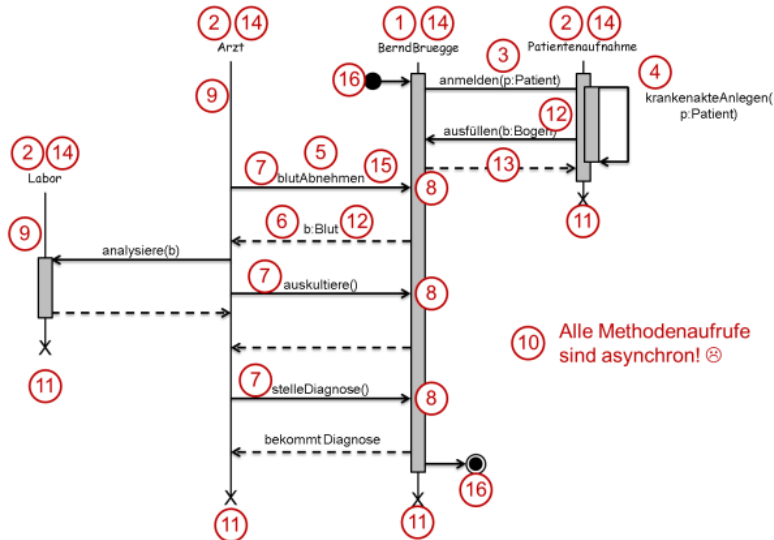 2 14
Arzt
1 14
BerndBruegge
2 14
Patientenaufnahme
3
16
anmelden(p:Patient)
4
krankenakteAnlegen(
p:Patient)
9
12
ausfüllen(b:Bogen)
2 14
Labor
5
7 blutAbnehmen 15
13
8
11
9
6 b:Blut 12
analysiere(b)
7 auskultiere()
8
10 Alle Methodenaufrufe
sind asynchron! ☹
X
11
7 stelleDiagnose()
8
bekommt Diagnose
16
X
11
X
11